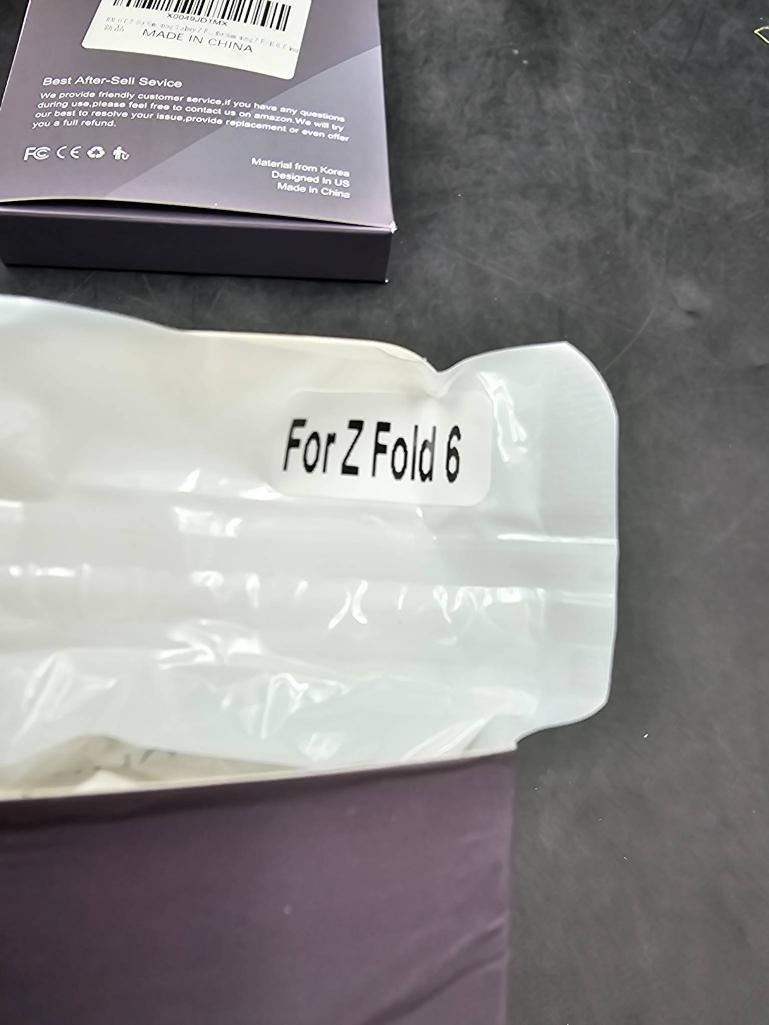 X0049JD1MX
MADE IN CHINA
Best After-Sell Sevice
We provide friendly customer service,if you have any questions
during use,please feel free to contact us on amazon.We will try
our best to resolve your issue,provide replacement or even offer
you a full refund.
FC CE
Material from Korea
Designed In US
Made in China
For Z Fold 6